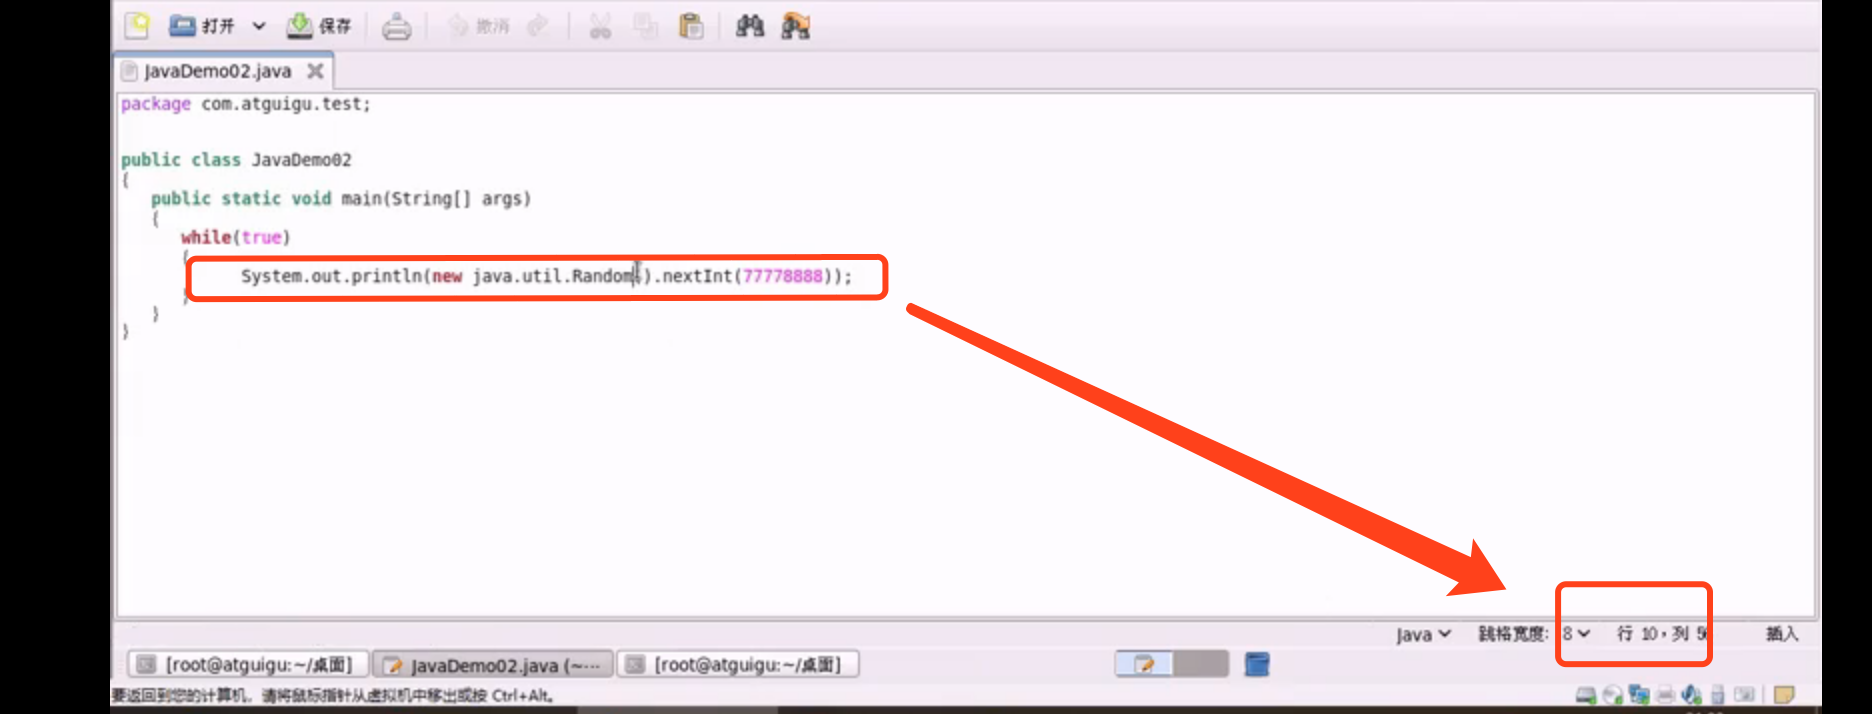 打开 保存 撤消
JavaDemo02.java
package com.atguigu.test;
public class JavaDemo02
{
public static void main(String[] args)
{
while(true)
{
System.out.println(new java.util.Random().nextInt(77778888));
}
}
}
Java 跳格宽度: 8 行 10，列 5
插入
[root@atguigu:~/桌面] JavaDemo02.java (~··· [root@atguigu:~/桌面]
要返回到您的计算机，请将鼠标指针从虚拟机中移出或按 Ctrl+Alt。